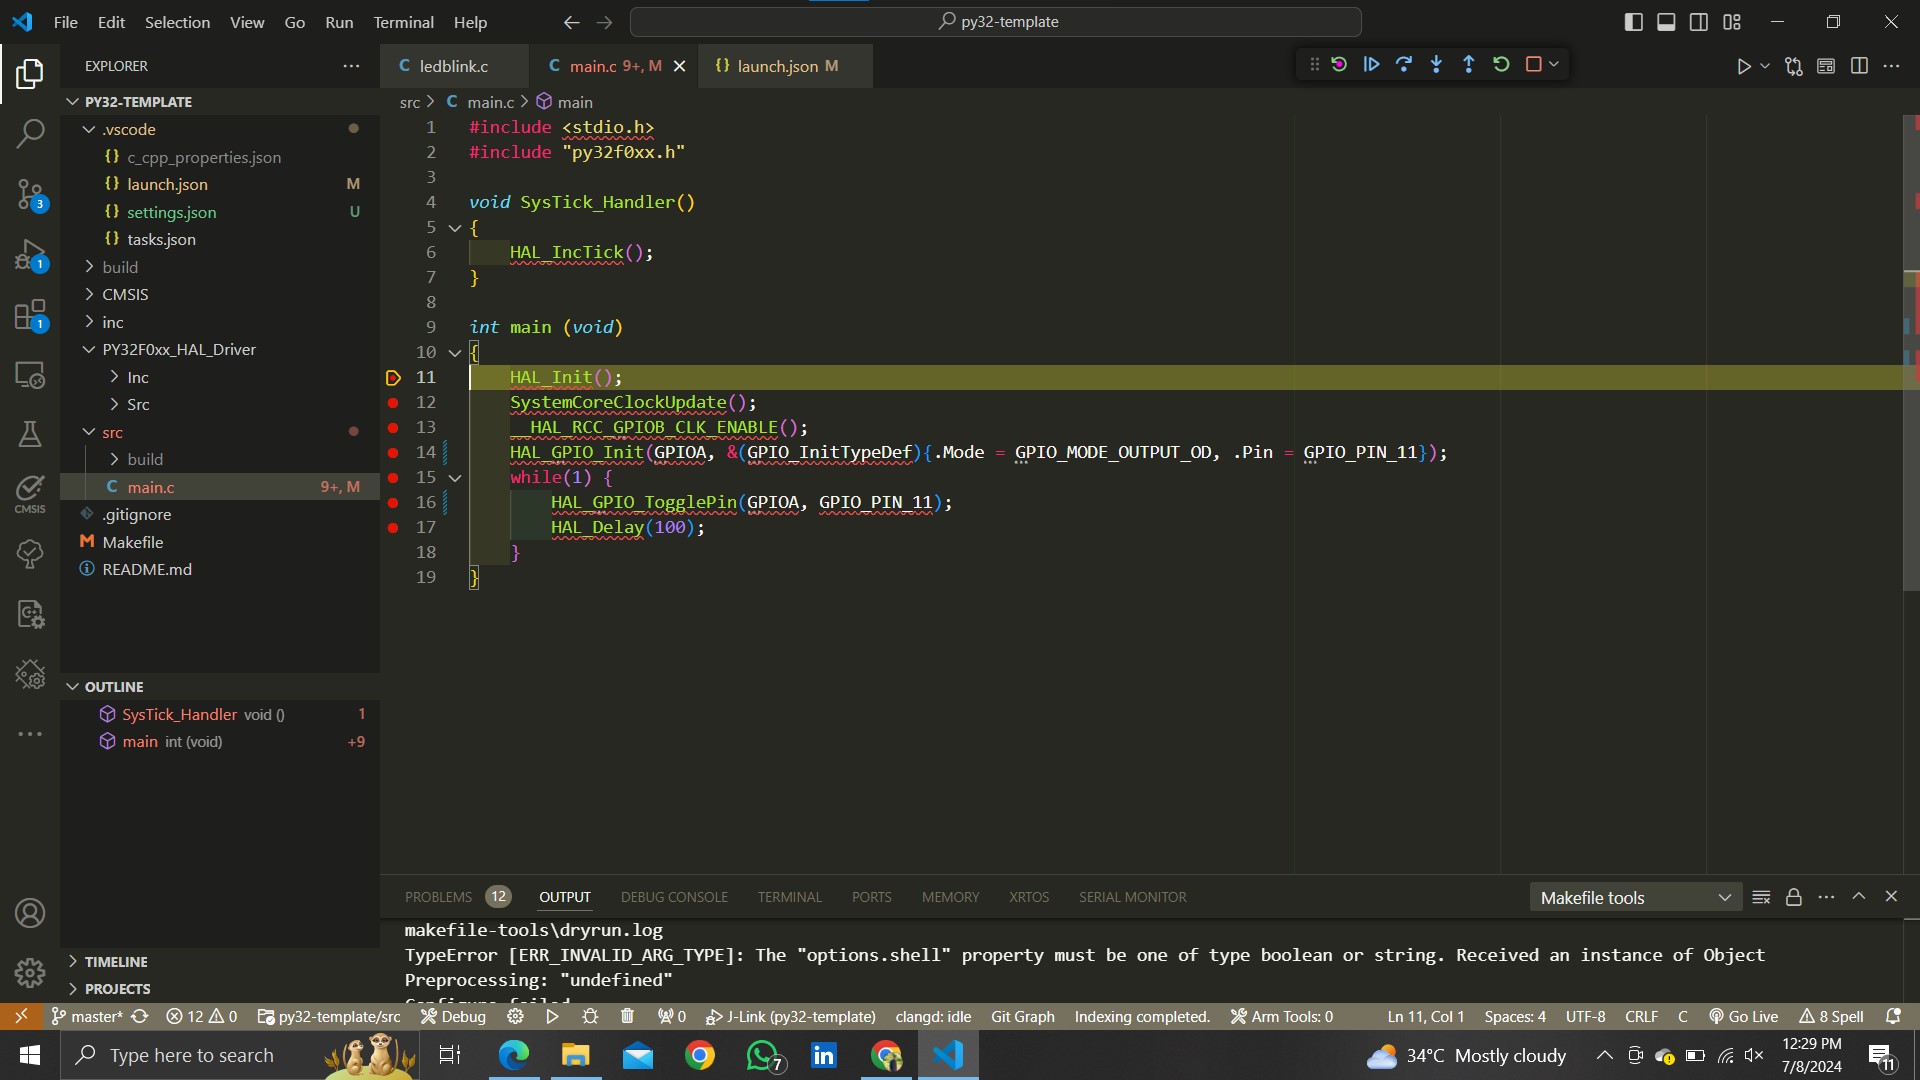 File Edit Selection View Go Run Terminal Help
py32-template
EXPLORER
PY32-TEMPLATE
.vscode
{} c_cpp_properties.json
{} launch.json M
{} settings.json U
{} tasks.json
build
CMSIS
inc
PY32F0xx_HAL_Driver
Inc
Src
src
build
C main.c 9+, M
.gitignore
M Makefile
README.md
3
1
1
CMSIS
OUTLINE
SysTick_Handler void () 1
main int (void) +9
TIMELINE
PROJECTS
C ledblink.c
C main.c 9+, M
{} launch.json M
src > C main.c > main
1 #include <stdio.h>
2 #include "py32f0xx.h"
3
4 void SysTick_Handler()
5 {
6 HAL_IncTick();
7 }
8
9 int main (void)
10 {
11 HAL_Init();
12 SystemCoreClockUpdate();
13 __HAL_RCC_GPIOB_CLK_ENABLE();
14 HAL_GPIO_Init(GPIOA, &(GPIO_InitTypeDef){.Mode = GPIO_MODE_OUTPUT_OD, .Pin = GPIO_PIN_11});
15 while(1) {
16 HAL_GPIO_TogglePin(GPIOA, GPIO_PIN_11);
17 HAL_Delay(100);
18 }
19 }
PROBLEMS 12 OUTPUT DEBUG CONSOLE TERMINAL PORTS MEMORY XRTOS SERIAL MONITOR
Makefile tools
makefile-tools\dryrun.log
TypeError [ERR_INVALID_ARG_TYPE]: The "options.shell" property must be one of type boolean or string. Received an instance of Object
Preprocessing: "undefined"
Configure failed
master* 12 0 py32-template/src Debug 0 J-Link (py32-template) clangd: idle Git Graph Indexing completed. Arm Tools: 0 Ln 11, Col 1 Spaces: 4 UTF-8 CRLF C Go Live 8 Spell
Type here to search
7
in
34°C Mostly cloudy
12:29 PM
7/8/2024
11